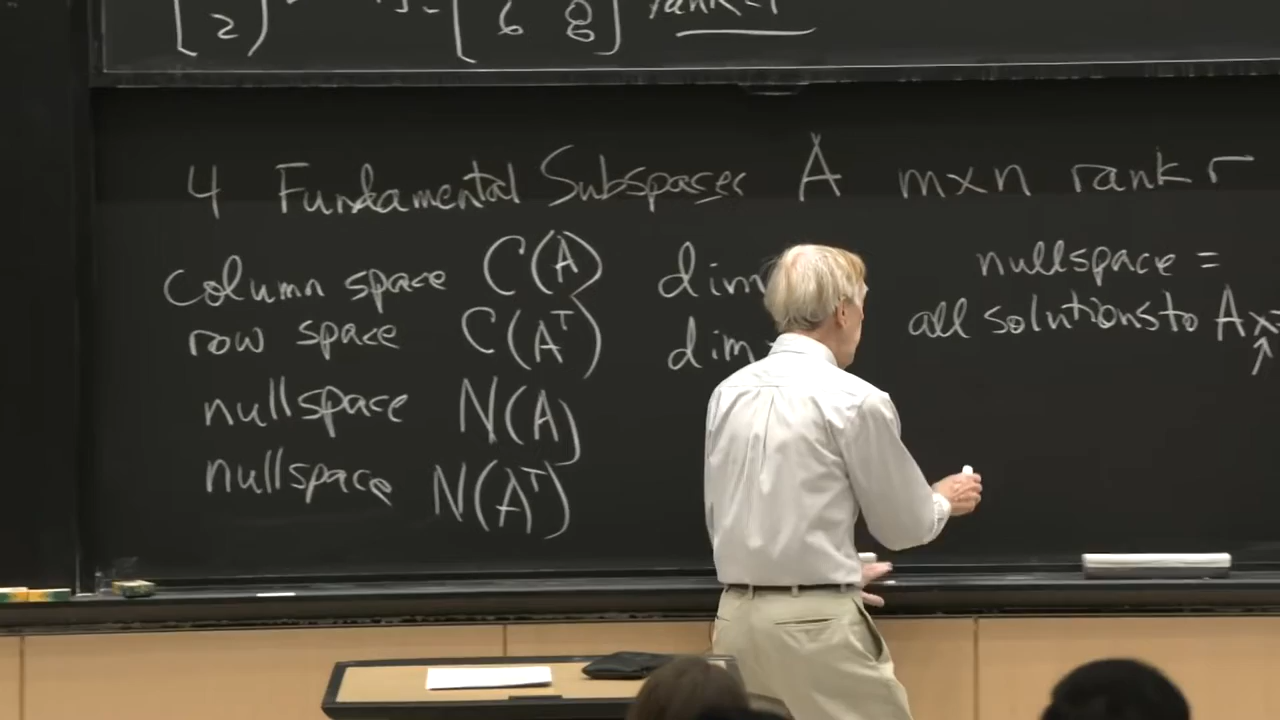 2 6 8 rank=1
4 Fundamental Subspaces A m×n rank r
column space C(A) dim
row space C(Aᵀ) dim
nullspace N(A)
nullspace N(Aᵀ)
nullspace =
all solutions to Ax=
↑